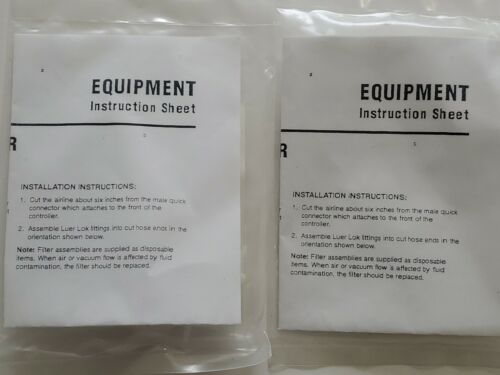 EQUIPMENT
Instruction Sheet
R
INSTALLATION INSTRUCTIONS:
1. Cut the airline about six inches from the male quick
connector which attaches to the front of the
controller.
2. Assemble Luer Lok fittings into cut hose ends in the
orientation shown below.
Note: Filter assemblies are supplied as disposable
items. When air or vacuum flow is affected by fluid
contamination, the filter should be replaced.
EQUIPMENT
Instruction Sheet
R
INSTALLATION INSTRUCTIONS:
1. Cut the airline about six inches from the male quick
connector which attaches to the front of the
controller.
2. Assemble Luer Lok fittings into cut hose ends in the
orientation shown below.
Note: Filter assemblies are supplied as disposable
items. When air or vacuum flow is affected by fluid
contamination, the filter should be replaced.